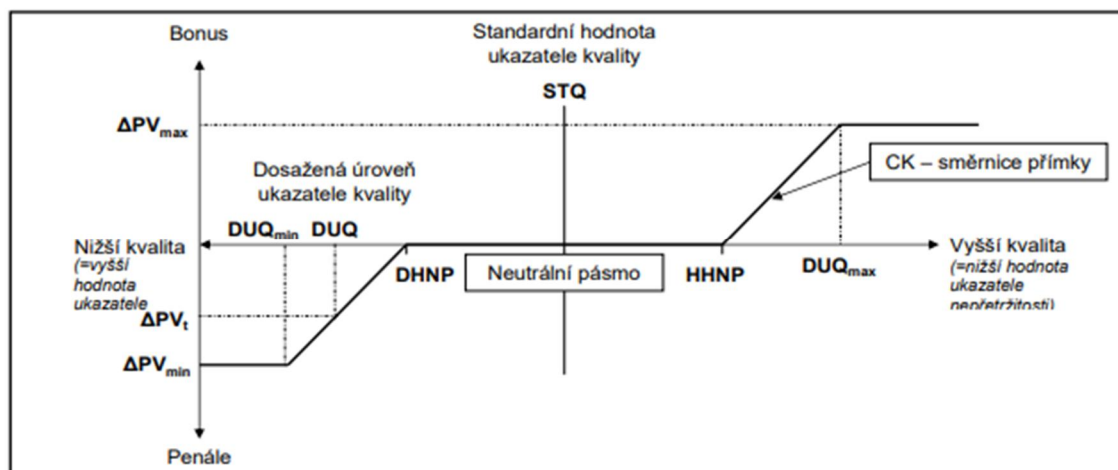 Bonus
Standardní hodnota
ukazatele kvality
STQ
ΔPVmax
Dosažená úroveň
ukazatele kvality
CK – směrnice přímky
DUQmin
DUQ
Nižší kvalita
(=vyšší
hodnota
ukazatele
DHNP
Neutrální pásmo
HHNP
DUQmax
Vyšší kvalita
(=nižší hodnota
ukazatele
nepřetržitosti)
ΔPVt
ΔPVmin
Penále